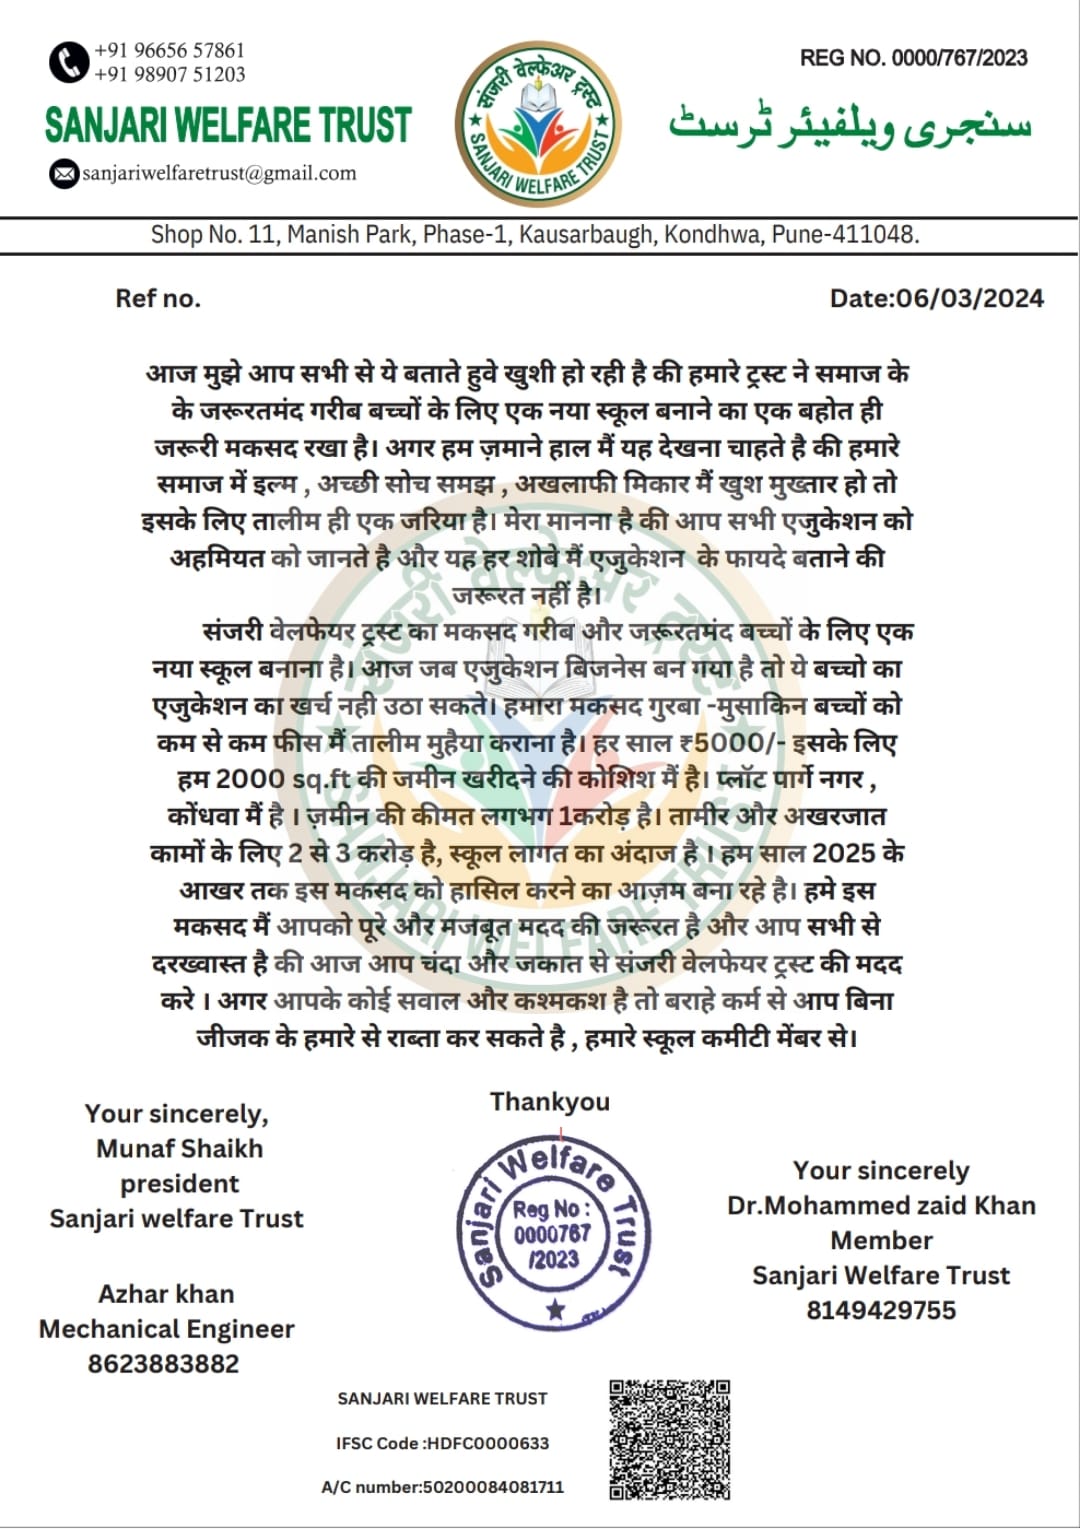 +91 96656 57861
+91 98907 51203
SANJARI WELFARE TRUST
sanjariwelfaretrust@gmail.com
संजरी वेल्फेअर ट्रस्ट
SANJARI WELFARE TRUST
REG NO. 0000/767/2023
سنجری ویلفیئر ٹرسٹ
Shop No. 11, Manish Park, Phase-1, Kausarbaugh, Kondhwa, Pune-411048.
Ref no.
Date:06/03/2024
आज मुझे आप सभी से ये बताते हुवे खुशी हो रही है की हमारे ट्रस्ट ने समाज के
के जरूरतमंद गरीब बच्चों के लिए एक नया स्कूल बनाने का एक बहोत ही
जरूरी मकसद रखा है। अगर हम ज़माने हाल मैं यह देखना चाहते है की हमारे
समाज में इल्म , अच्छी सोच समझ , अखलाफी मिकार मैं खुश मुख्तार हो तो
इसके लिए तालीम ही एक जरिया है। मेरा मानना है की आप सभी एजुकेशन को
अहमियत को जानते है और यह हर शोबे मैं एजुकेशन के फायदे बताने की
जरूरत नहीं है।
संजरी वेलफेयर ट्रस्ट का मकसद गरीब और जरूरतमंद बच्चों के लिए एक
नया स्कूल बनाना है। आज जब एजुकेशन बिजनेस बन गया है तो ये बच्चो का
एजुकेशन का खर्च नही उठा सकते। हमारा मकसद गुरबा -मुसाकिन बच्चों को
कम से कम फीस मैं तालीम मुहैया कराना है। हर साल ₹5000/- इसके लिए
हम 2000 sq.ft की जमीन खरीदने की कोशिश मैं है। प्लॉट पार्गे नगर ,
कोंधवा मैं है । ज़मीन की कीमत लगभग 1करोड़ है। तामीर और अखरजात
कामों के लिए 2 से 3 करोड़ है, स्कूल लागत का अंदाज है । हम साल 2025 के
आखर तक इस मकसद को हासिल करने का आज़म बना रहे है। हमे इस
मकसद मैं आपको पूरे और मजबूत मदद की जरूरत है और आप सभी से
दरख्वास्त है की आज आप चंदा और जकात से संजरी वेलफेयर ट्रस्ट की मदद
करे । अगर आपके कोई सवाल और कश्मकश है तो बराहे कर्म से आप बिना
जीजक के हमारे से राब्ता कर सकते है , हमारे स्कूल कमीटी मेंबर से।
Thankyou
Your sincerely,
Munaf Shaikh
president
Sanjari welfare Trust
Azhar khan
Mechanical Engineer
8623883882
Sanjari Welfare Trust
Reg No :
0000767
/2023
Your sincerely
Dr.Mohammed zaid Khan
Member
Sanjari Welfare Trust
8149429755
SANJARI WELFARE TRUST
IFSC Code :HDFC0000633
A/C number:50200084081711
संजरी वेल्फेअर ट्रस्ट
SANJARI WELFARE TRUST